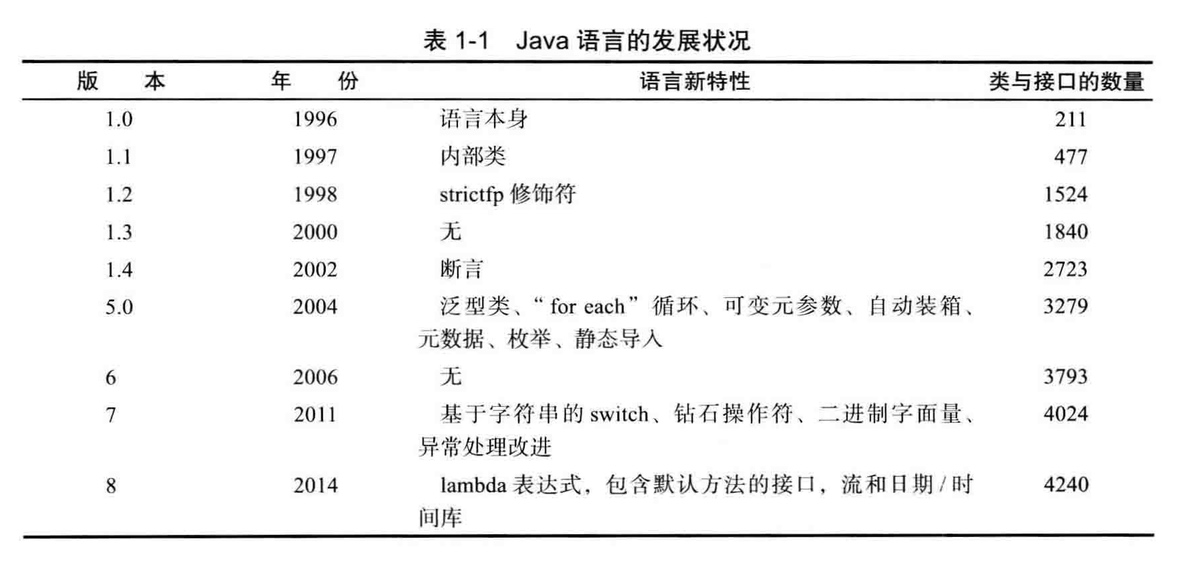 表 1-1 Java 语言的发展状况
版 本 年 份 语言新特性 类与接口的数量
1.0 1996 语言本身 211
1.1 1997 内部类 477
1.2 1998 strictfp 修饰符 1524
1.3 2000 无 1840
1.4 2002 断言 2723
5.0 2004 泛型类、“for each” 循环、可变元参数、自动装箱、 3279
元数据、枚举、静态导入
6 2006 无 3793
7 2011 基于字符串的 switch、钻石操作符、二进制字面量、 4024
异常处理改进
8 2014 lambda 表达式，包含默认方法的接口，流和日期 / 时 4240
间库